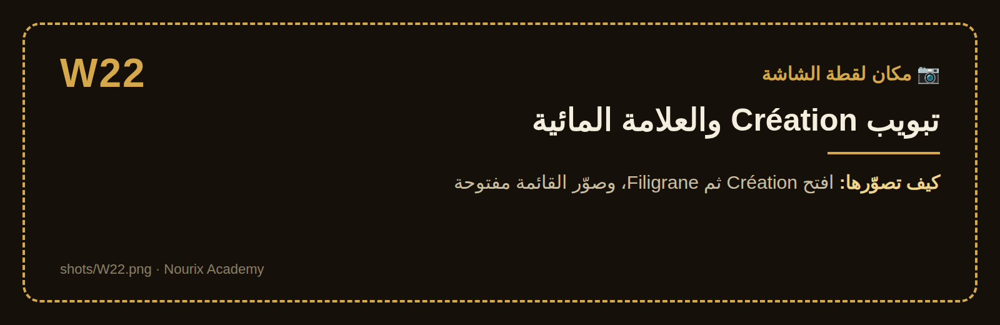 W22
📷 مكان لقطة الشاشة
تبويب Création والعلامة المائية
كيف تصوّرها: افتح Création ثم Filigrane، وصوّر القائمة مفتوحة
shots/W22.png · Nourix Academy